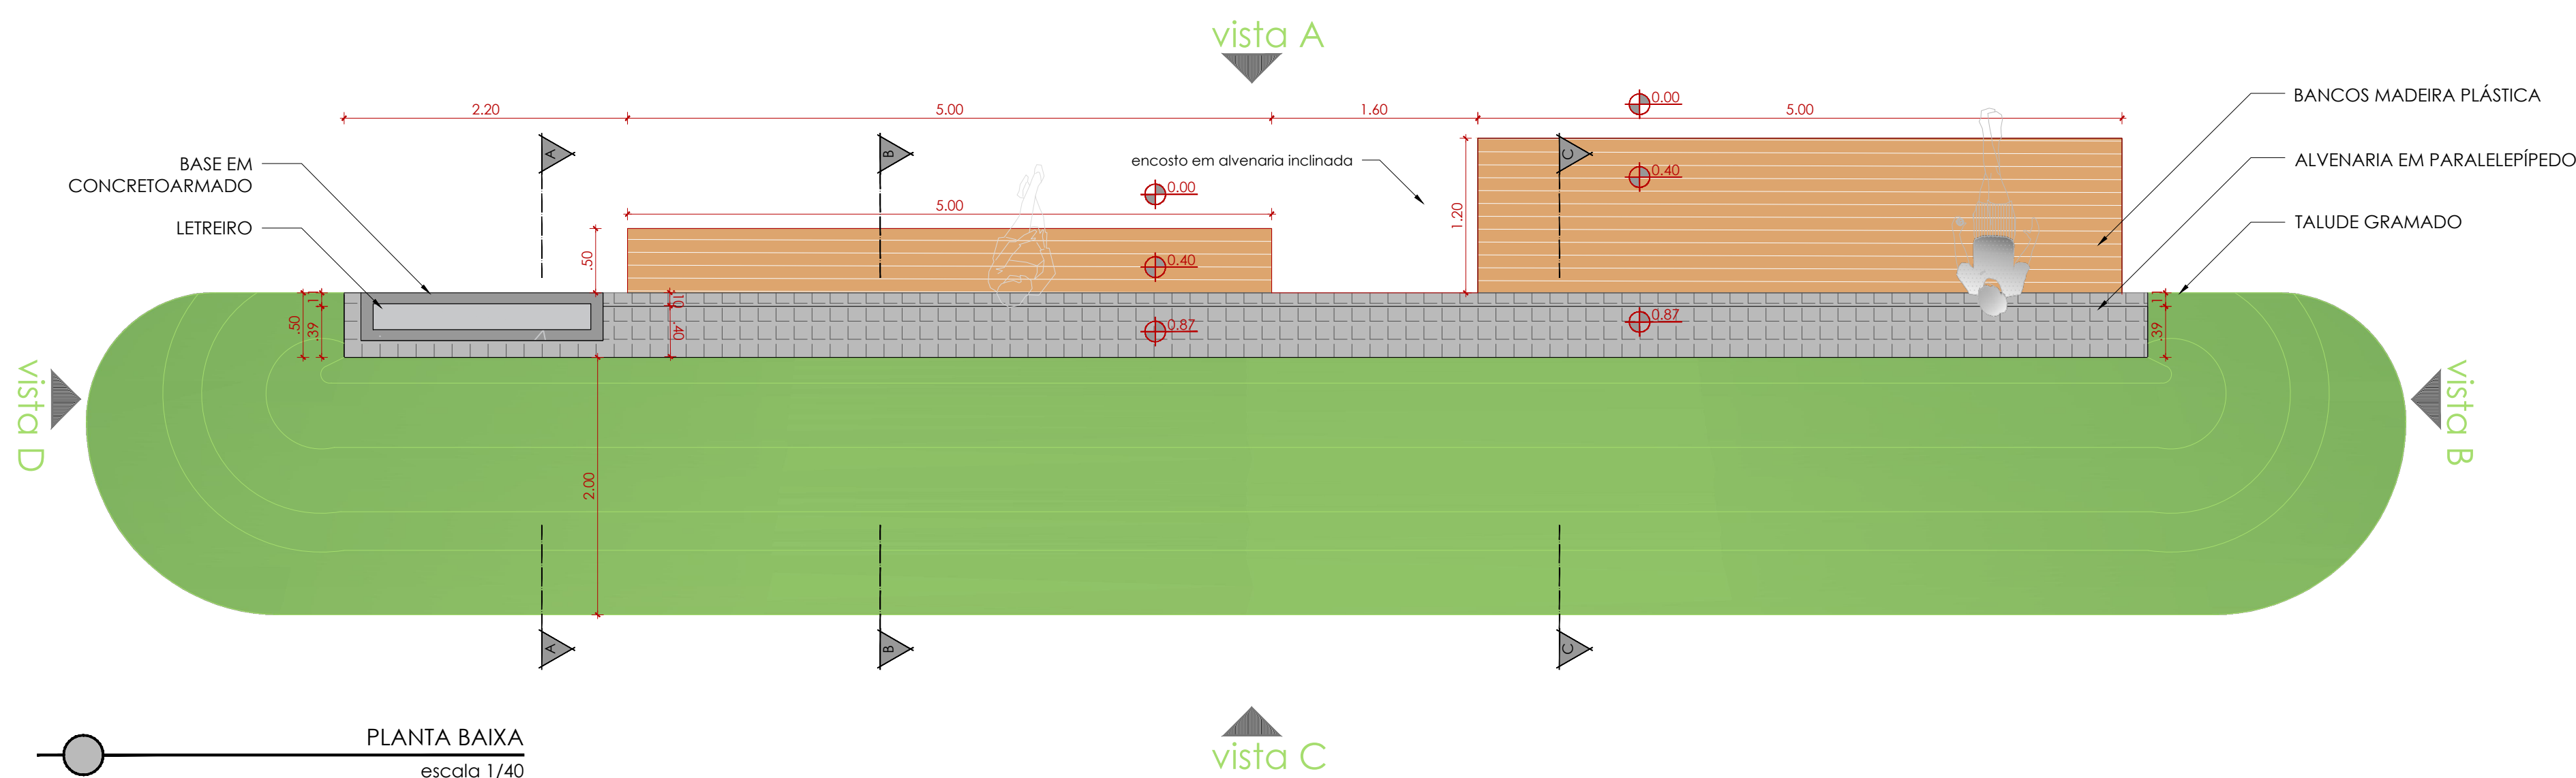 vista A
2.20
5.00
1.60
5.00
0.00
BANCOS MADEIRA PLÁSTICA
A
B
C
BASE EM
CONCRETOARMADO
encosto em alvenaria inclinada
ALVENARIA EM PARALELEPÍPEDO
0.40
0.00
5.00
1.20
LETREIRO
TALUDE GRAMADO
.50
0.40
.50
11
.39
10
.40
0.87
0.87
11
.39
vista D
vista B
2.00
A
B
C
PLANTA BAIXA
escala 1/40
vista C